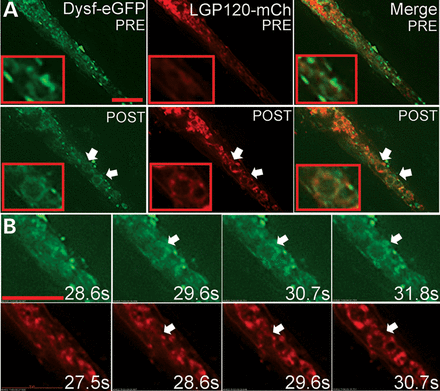 A
Dysf-eGFP
PRE
LGP120-mCh
PRE
Merge
PRE
POST
POST
POST
B
28.6s
29.6s
30.7s
31.8s
27.5s
28.6s
29.6s
30.7s